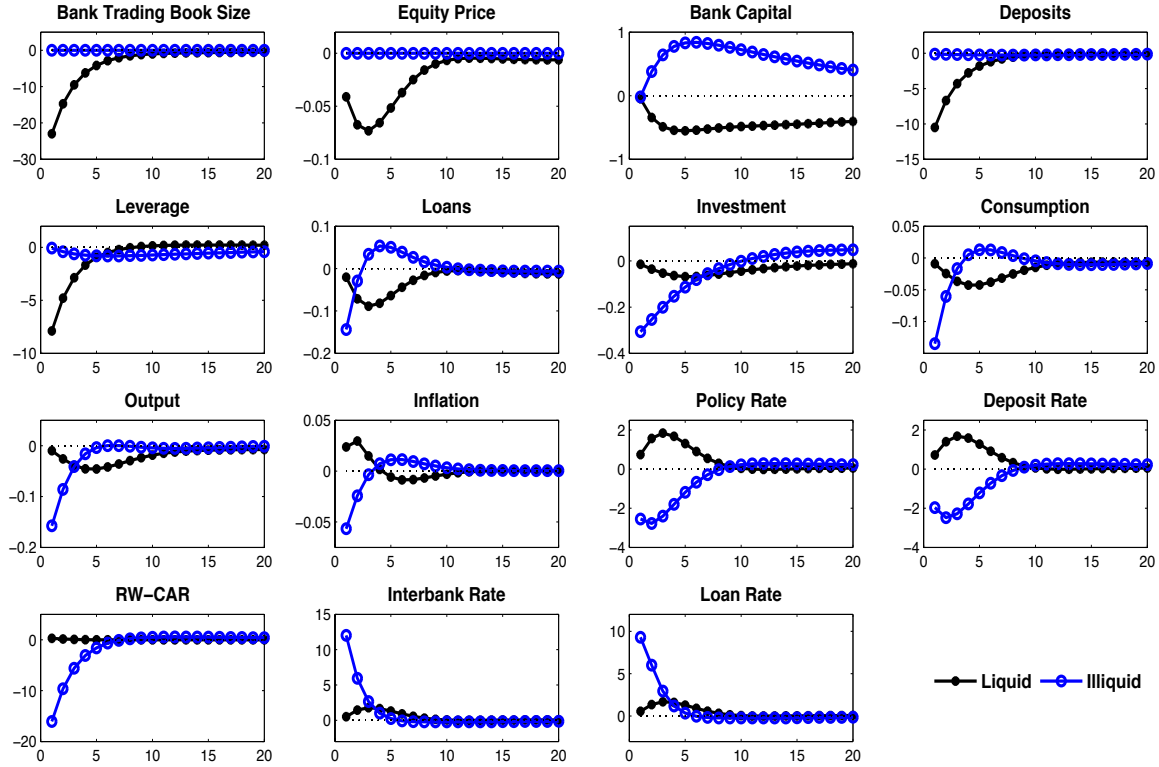 Bank Trading Book Size
0
−10
−20
−30
0 5 10 15 20
Equity Price
0
−0.05
−0.1
0 5 10 15 20
Bank Capital
1
0
−1
0 5 10 15 20
Deposits
0
−5
−10
−15
0 5 10 15 20
Leverage
0
−5
−10
0 5 10 15 20
Loans
0.1
0
−0.1
−0.2
0 5 10 15 20
Investment
0
−0.2
−0.4
0 5 10 15 20
Consumption
0.05
0
−0.05
−0.1
0 5 10 15 20
Output
0
−0.1
−0.2
0 5 10 15 20
Inflation
0.05
0
−0.05
0 5 10 15 20
Policy Rate
2
0
−2
−4
0 5 10 15 20
Deposit Rate
2
0
−2
−4
0 5 10 15 20
RW−CAR
0
−10
−20
0 5 10 15 20
Interbank Rate
15
10
5
0
0 5 10 15 20
Loan Rate
10
5
0
0 5 10 15 20
Liquid Illiquid